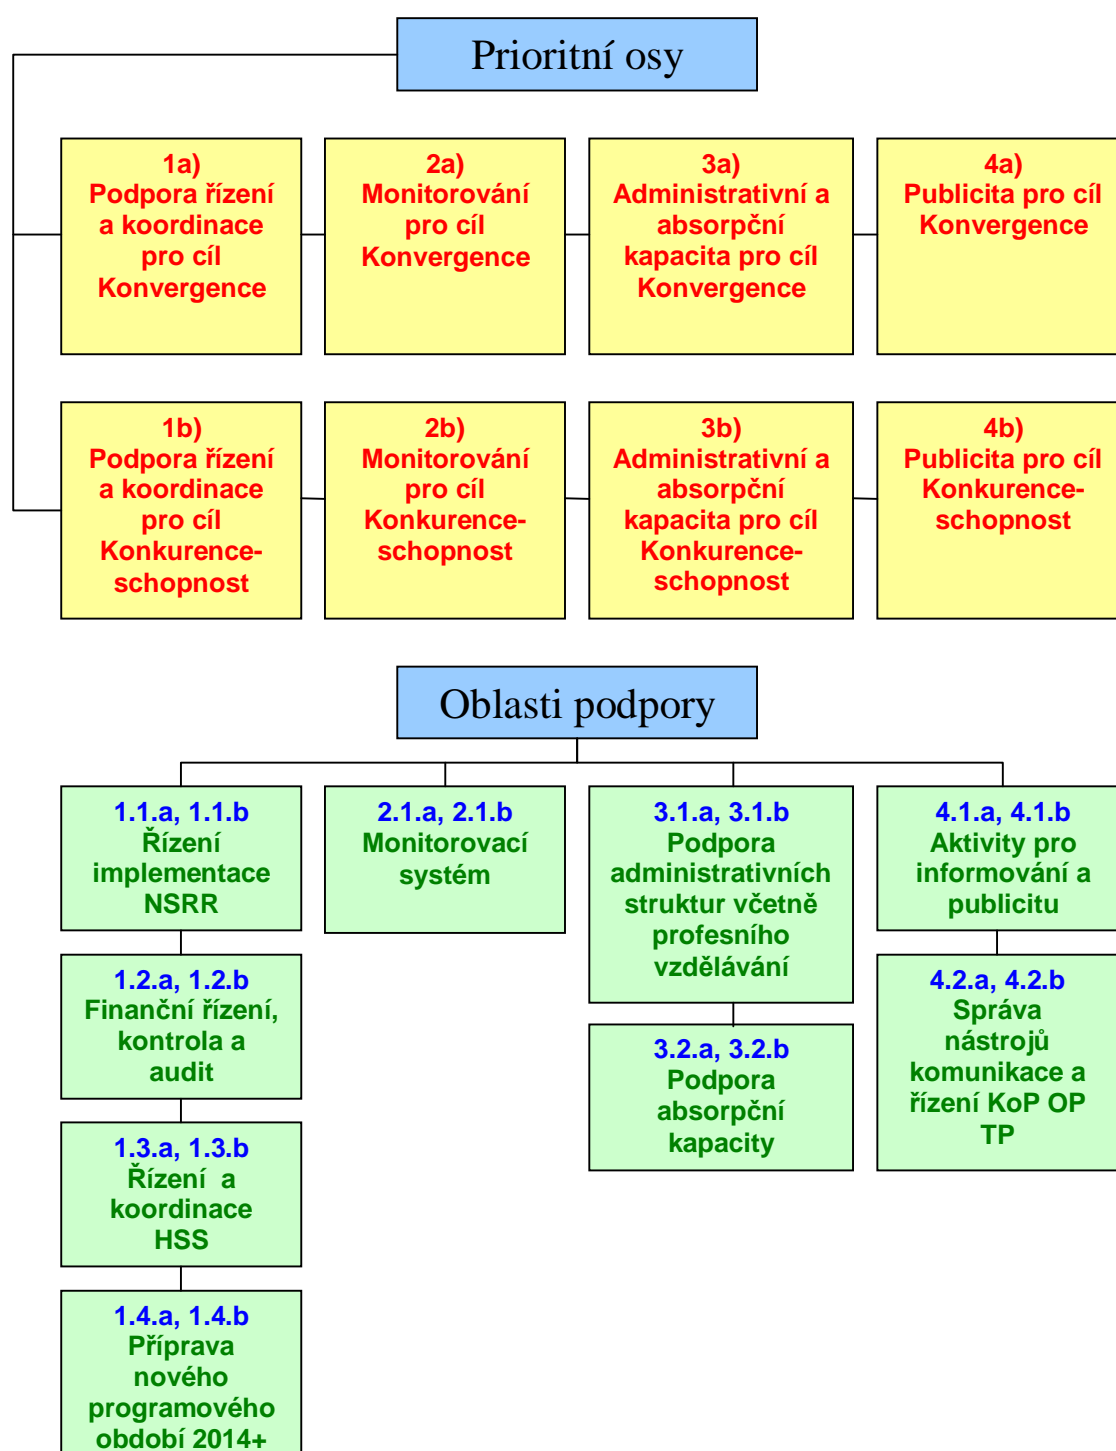 Prioritní osy
1a)
Podpora řízení
a koordinace
pro cíl
Konvergence
2a)
Monitorování
pro cíl
Konvergence
3a)
Administrativní a
absorpční
kapacita pro cíl
Konvergence
4a)
Publicita pro cíl
Konvergence
1b)
Podpora řízení
a koordinace
pro cíl
Konkurence-
schopnost
2b)
Monitorování
pro cíl
Konkurence-
schopnost
3b)
Administrativní a
absorpční
kapacita pro cíl
Konkurence-
schopnost
4b)
Publicita pro cíl
Konkurence-
schopnost
Oblasti podpory
1.1.a, 1.1.b
Řízení
implementace
NSRR
1.2.a, 1.2.b
Finanční řízení,
kontrola a
audit
1.3.a, 1.3.b
Řízení a
koordinace
HSS
1.4.a, 1.4.b
Příprava
nového
programového
období 2014+
2.1.a, 2.1.b
Monitorovací
systém
3.1.a, 3.1.b
Podpora
administrativních
struktur včetně
profesního
vzdělávání
3.2.a, 3.2.b
Podpora
absorpční
kapacity
4.1.a, 4.1.b
Aktivity pro
informování a
publicitu
4.2.a, 4.2.b
Správa
nástrojů
komunikace a
řízení KoP OP
TP